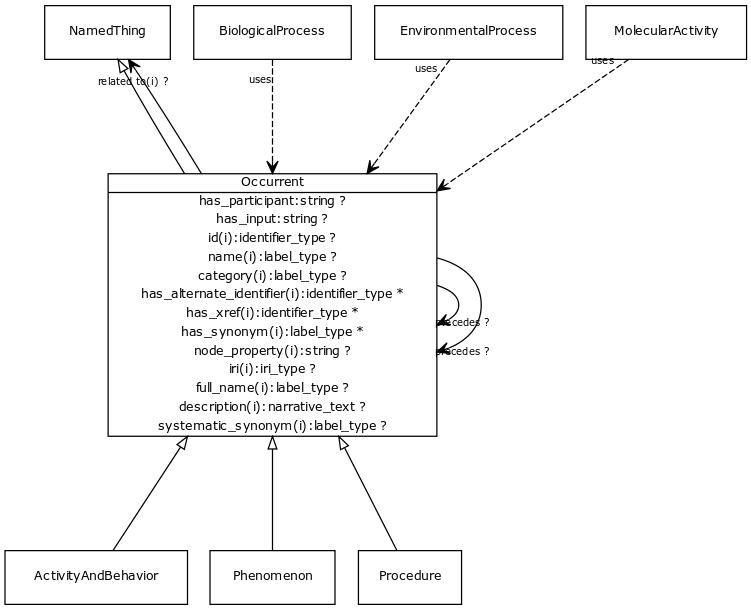 NamedThing
BiologicalProcess
EnvironmentalProcess
MolecularActivity
uses
uses
uses
related to(i) ?
Occurrent
has_participant:string ?
has_input:string ?
id(i):identifier_type ?
name(i):label_type ?
category(i):label_type ?
has_alternate_identifier(i):identifier_type *
has_xref(i):identifier_type *
has_synonym(i):label_type *
node_property(i):string ?
iri(i):iri_type ?
full_name(i):label_type ?
description(i):narrative_text ?
systematic_synonym(i):label_type ?
precedes ?
precedes ?
ActivityAndBehavior
Phenomenon
Procedure